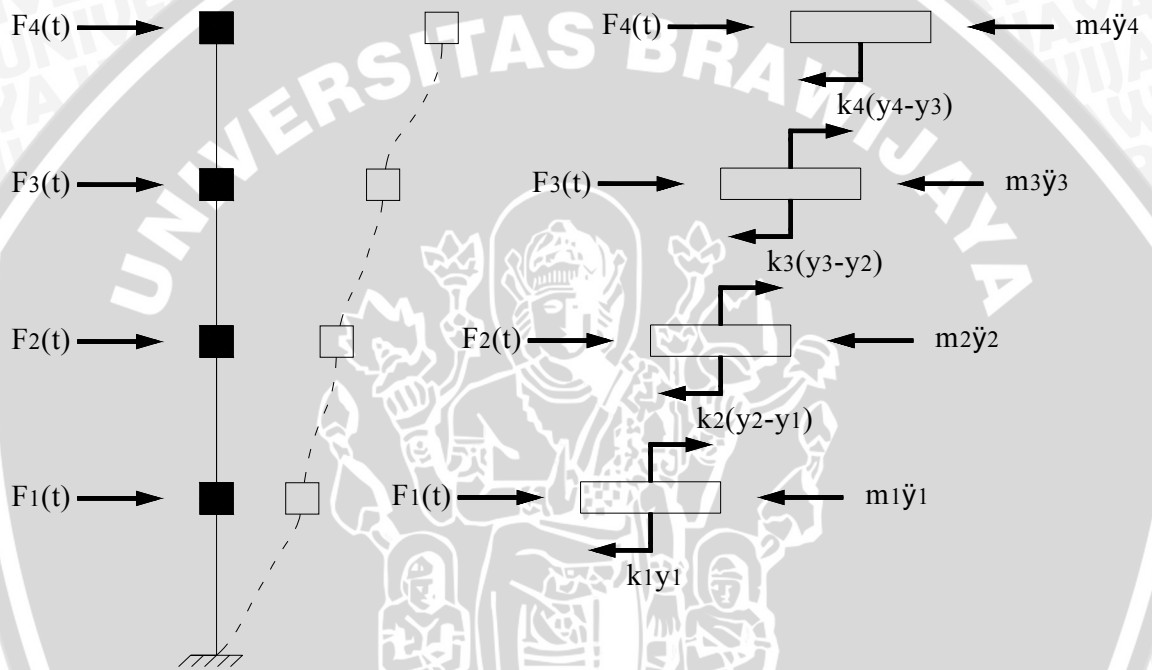 UNIVERSITAS BRAWIJAYA
F4(t)
F4(t)
m4ÿ4
k4(y4-y3)
F3(t)
F3(t)
m3ÿ3
k3(y3-y2)
F2(t)
F2(t)
m2ÿ2
k2(y2-y1)
F1(t)
F1(t)
m1ÿ1
k1y1